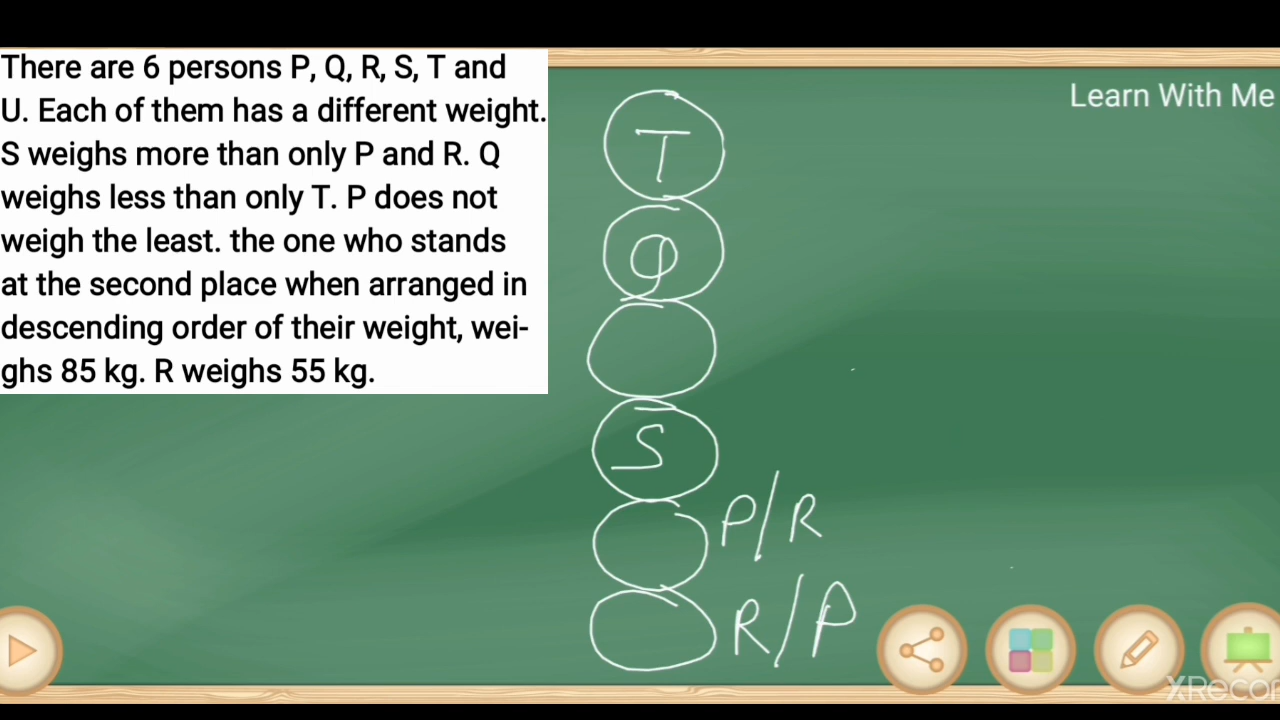 There are 6 persons P, Q, R, S, T and
U. Each of them has a different weight.
S weighs more than only P and R. Q
weighs less than only T. P does not
weigh the least. the one who stands
at the second place when arranged in
descending order of their weight, wei-
ghs 85 kg. R weighs 55 kg.
Learn With Me
T
Q
S
P/R
R/P
XRecor